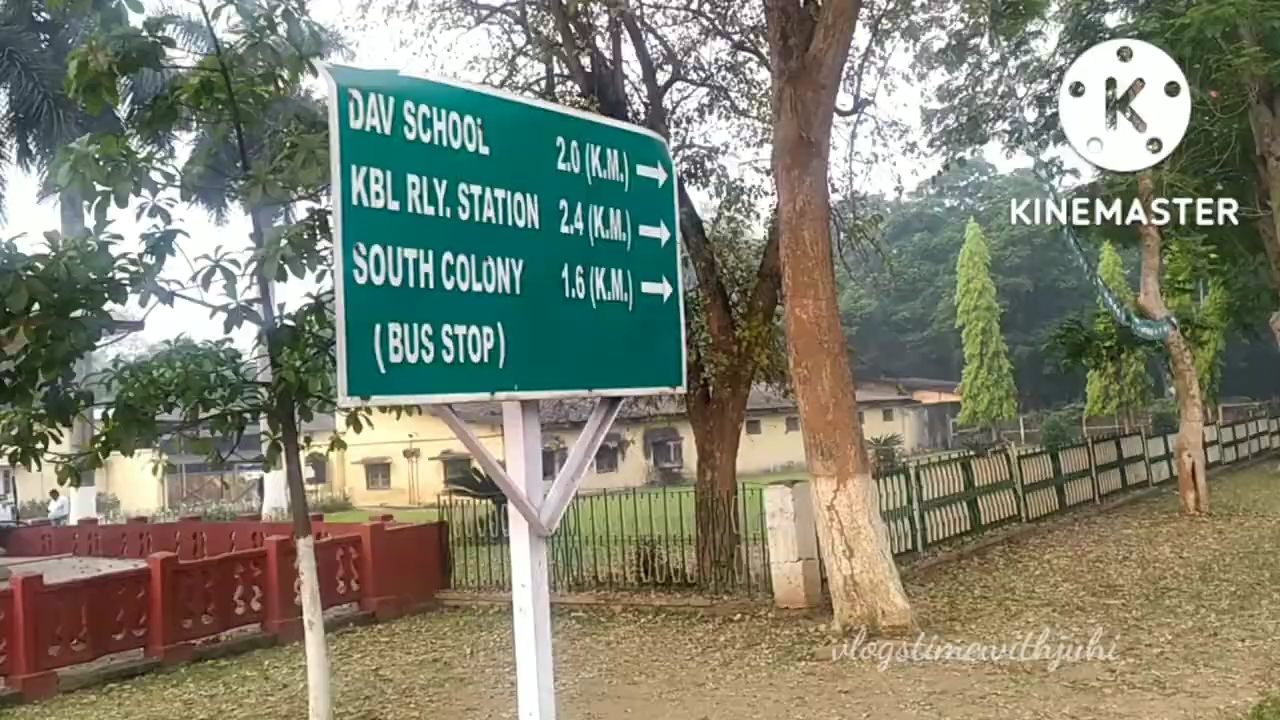 DAV SCHOOL 2.0 (K.M.) →
KBL RLY. STATION 2.4 (K.M.) →
SOUTH COLONY 1.6 (K.M.) →
(BUS STOP)
K
KINEMASTER
vlogstimewithjuhi